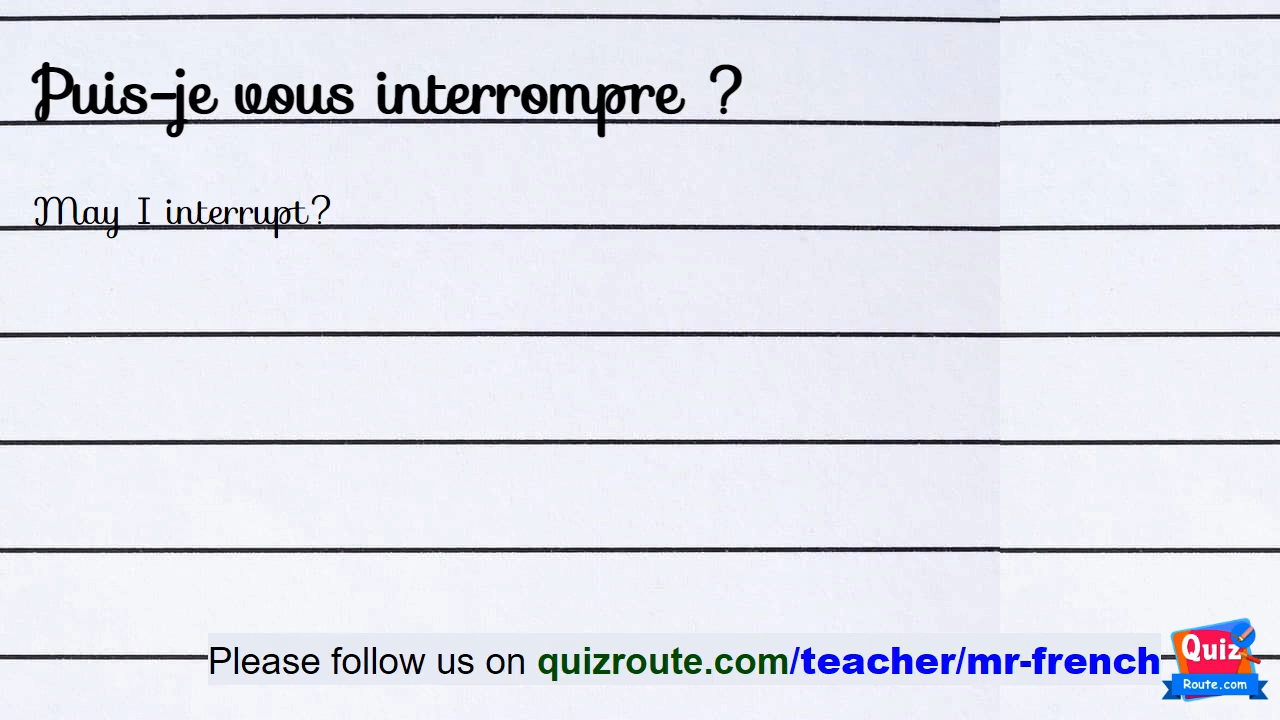 Puis-je vous interrompre ?
May I interrupt?
Please follow us on quizroute.com/teacher/mr-french
Quiz
Route.com